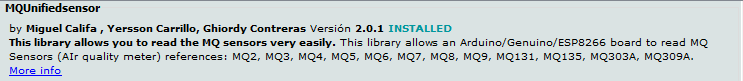 MQUnifiedsensor
by Miguel Califa , Yersson Carrillo, Ghiordy Contreras Versión 2.0.1 INSTALLED
This library allows you to read the MQ sensors very easily. This library allows an Arduino/Genuino/ESP8266 board to read MQ
Sensors (AIr quality meter) references: MQ2, MQ3, MQ4, MQ5, MQ6, MQ7, MQ8, MQ9, MQ131, MQ135, MQ303A, MQ309A.
More info